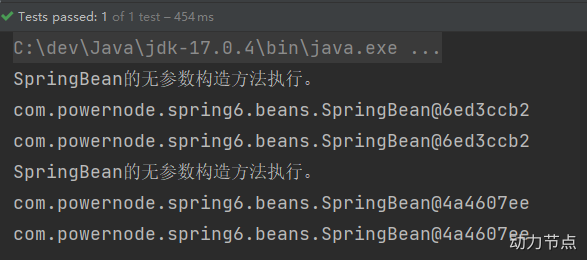 Tests passed: 1 of 1 test – 454 ms
C:\dev\Java\jdk-17.0.4\bin\java.exe ...
SpringBean的无参数构造方法执行。
com.powernode.spring6.beans.SpringBean@6ed3ccb2
com.powernode.spring6.beans.SpringBean@6ed3ccb2
SpringBean的无参数构造方法执行。
com.powernode.spring6.beans.SpringBean@4a4607ee
com.powernode.spring6.beans.SpringBean@4a4607ee
动力节点